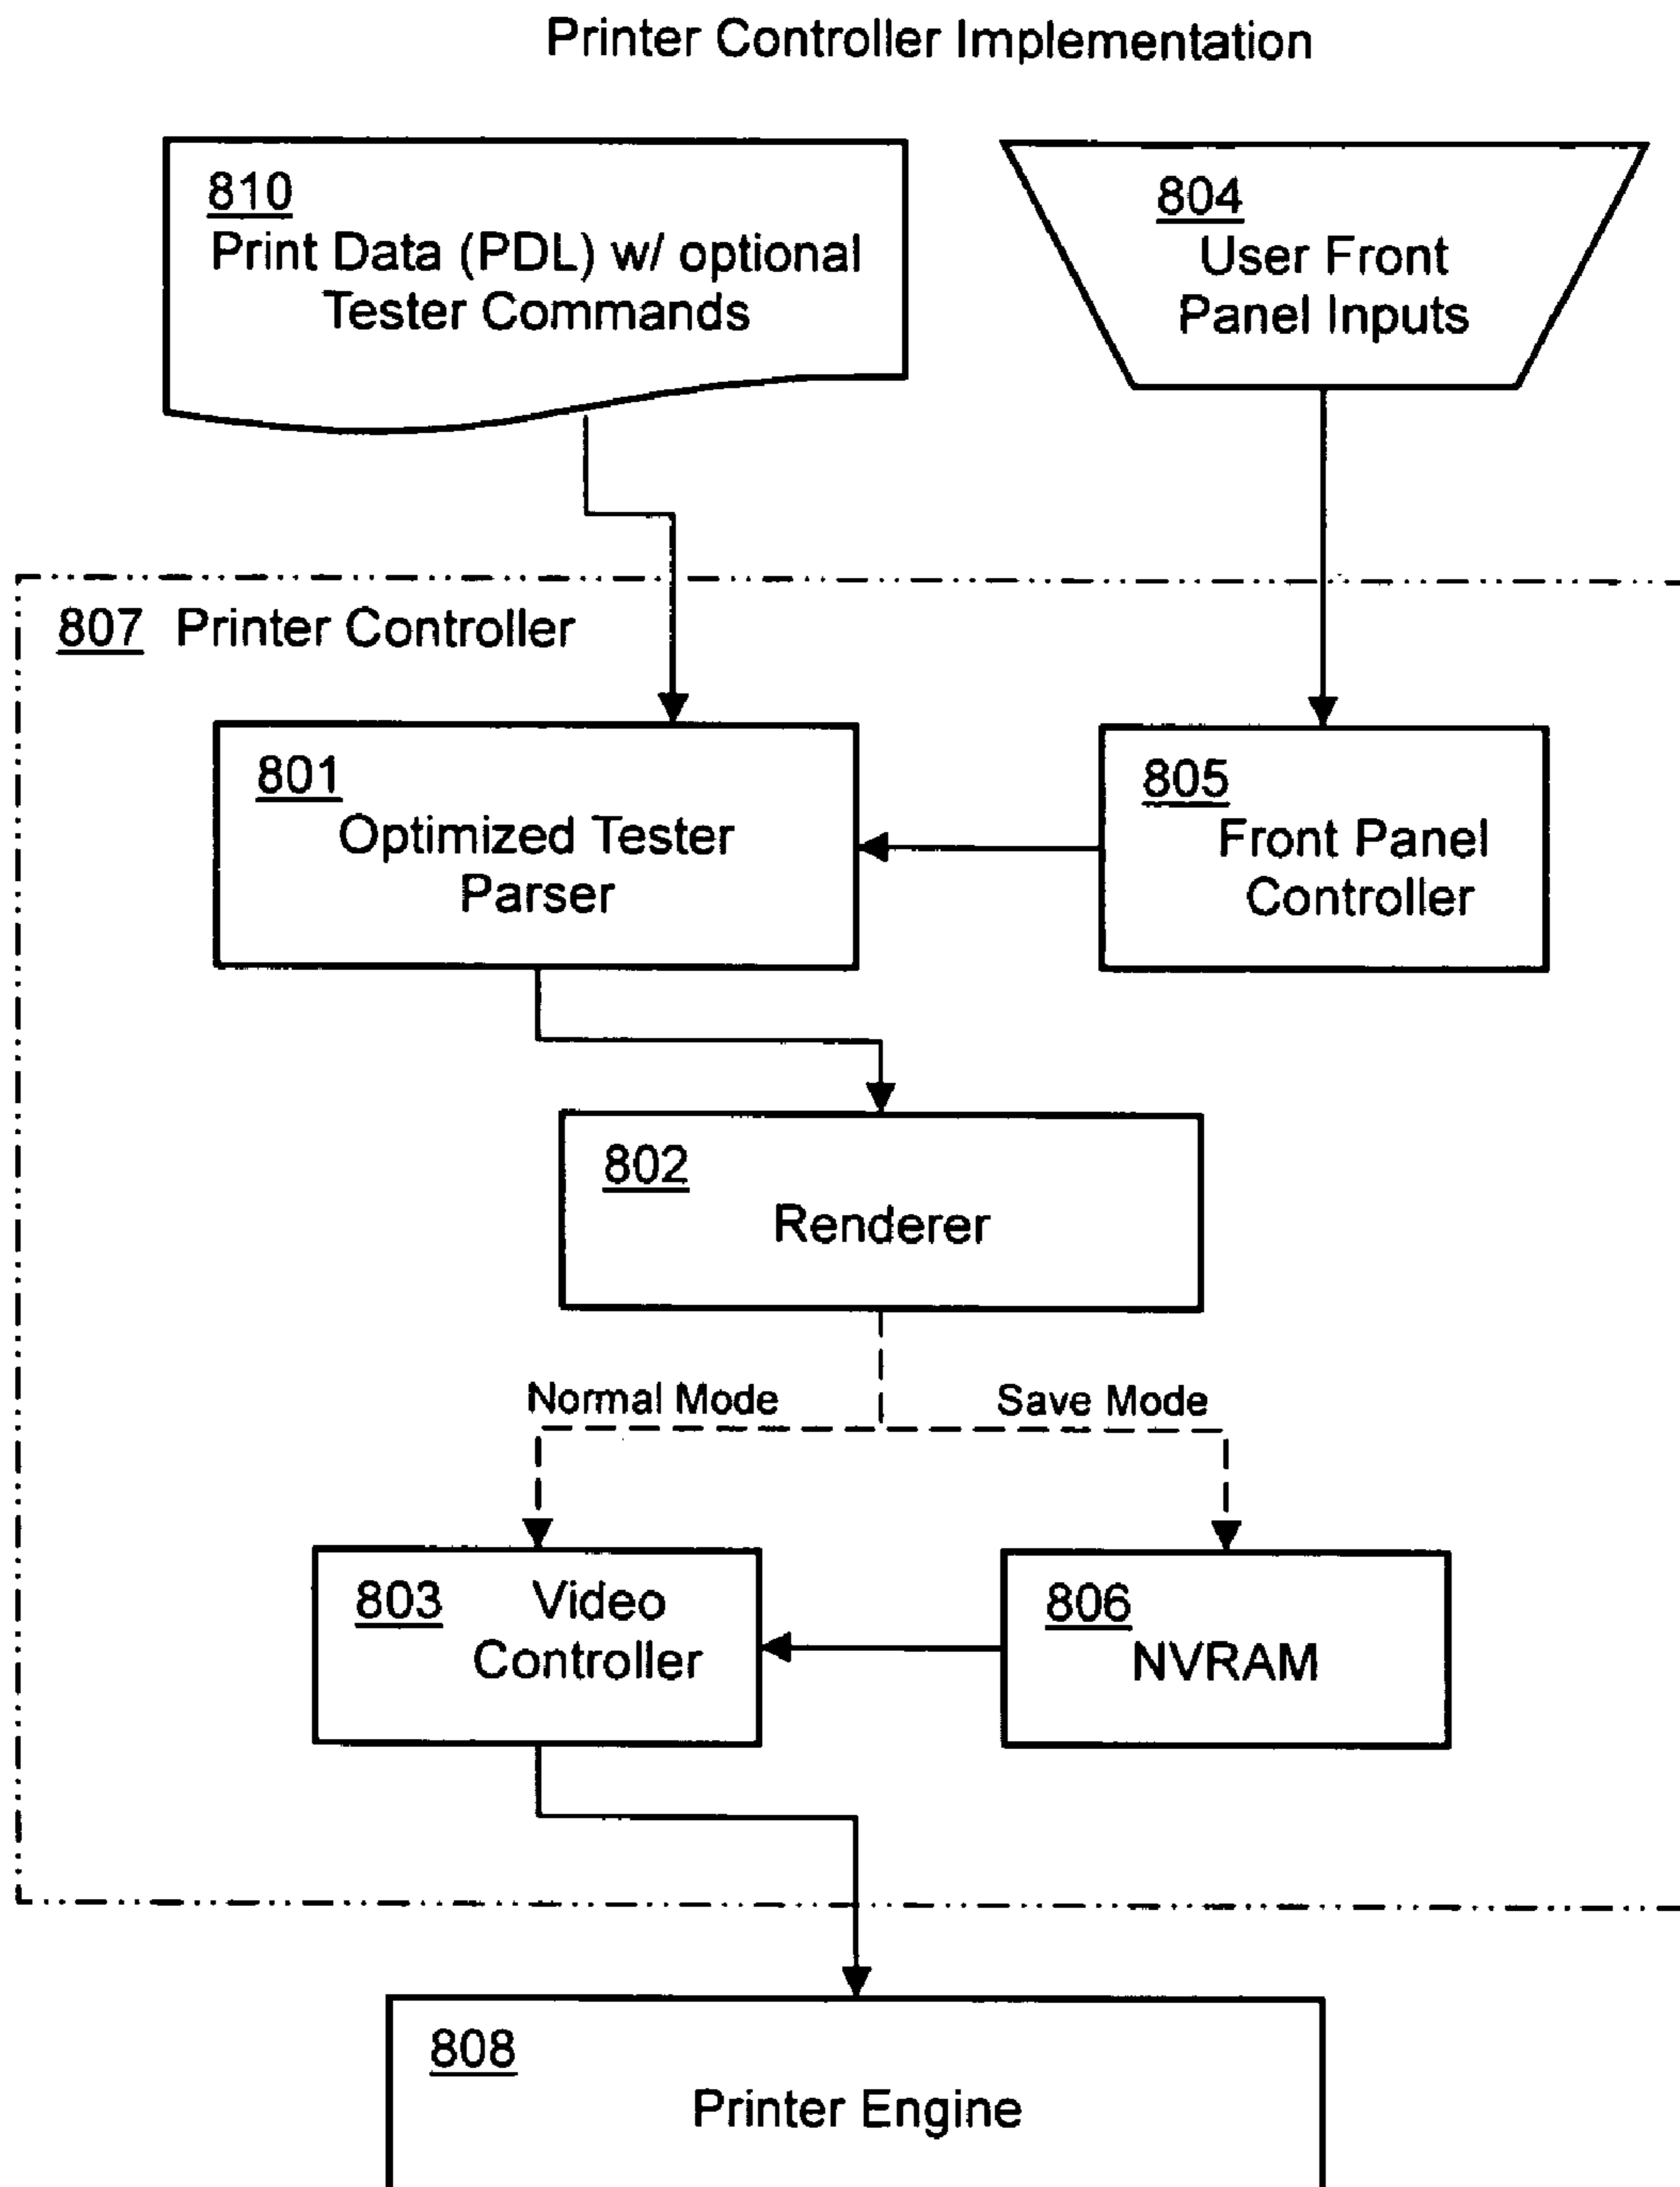 Printer Controller Implementation
810
Print Data (PDL) w/ optional
Tester Commands
804
User Front
Panel Inputs
807 Printer Controller
801
Optimized Tester
Parser
805
Front Panel
Controller
802
Renderer
Normal Mode
Save Mode
803 Video
Controller
806
NVRAM
808
Printer Engine